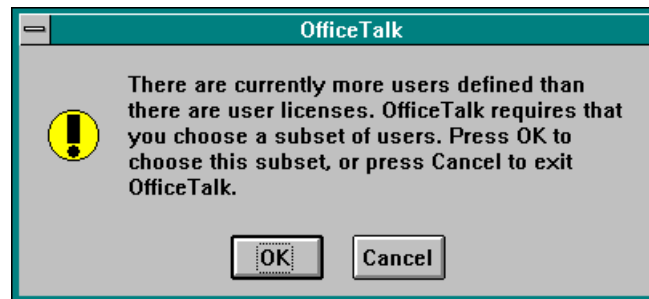 OfficeTalk
There are currently more users defined than
there are user licenses. OfficeTalk requires that
you choose a subset of users. Press OK to
choose this subset, or press Cancel to exit
OfficeTalk.
OK Cancel